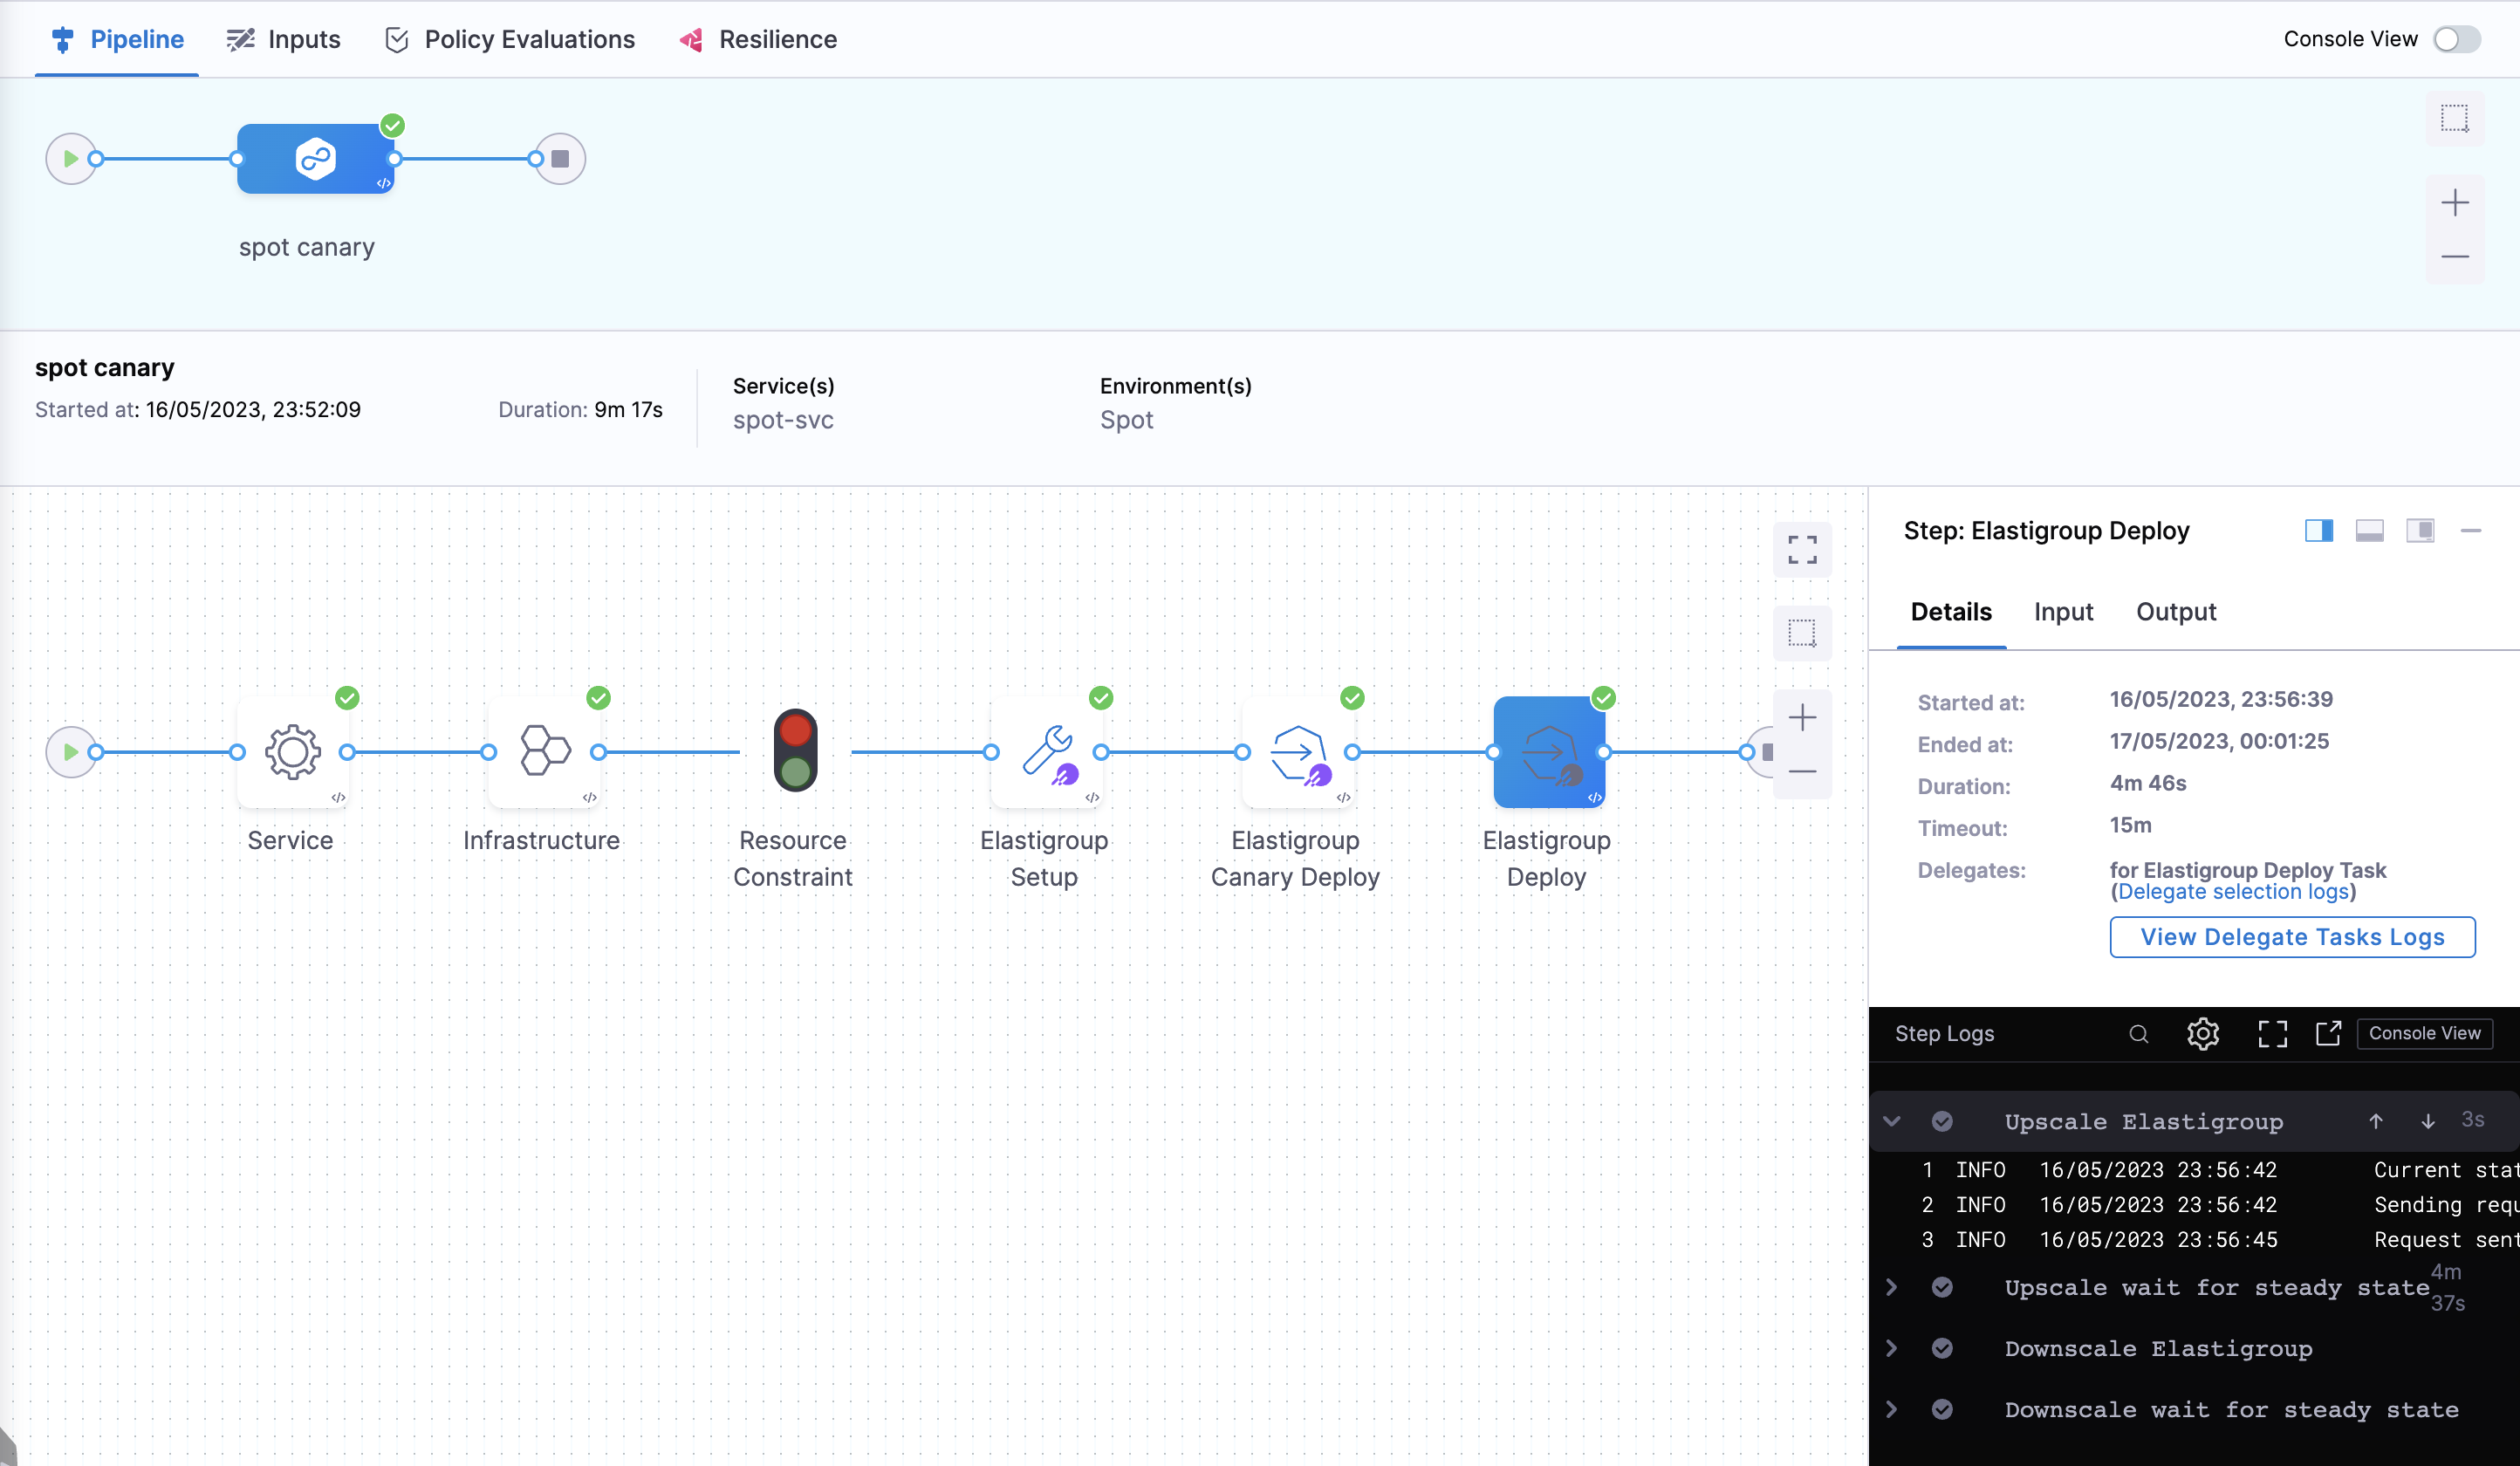 Pipeline
Inputs
Policy Evaluations
Resilience
Console View
</>
spot canary
spot canary
Started at: 16/05/2023, 23:52:09
Duration: 9m 17s
Service(s)
spot-svc
Environment(s)
Spot
</>
</>
</>
</>
</>
Service
Infrastructure
Resource
Constraint
Elastigroup
Setup
Elastigroup
Canary Deploy
Elastigroup
Deploy
Step: Elastigroup Deploy
Details
Input
Output
Started at: 16/05/2023, 23:56:39
Ended at: 17/05/2023, 00:01:25
Duration: 4m 46s
Timeout: 15m
Delegates: for Elastigroup Deploy Task
(Delegate selection logs)
View Delegate Tasks Logs
Step Logs
Console View
Upscale Elastigroup 3s
1 INFO 16/05/2023 23:56:42 Current stat
2 INFO 16/05/2023 23:56:42 Sending requ
3 INFO 16/05/2023 23:56:45 Request sent
Upscale wait for steady state 4m 37s
Downscale Elastigroup
Downscale wait for steady state